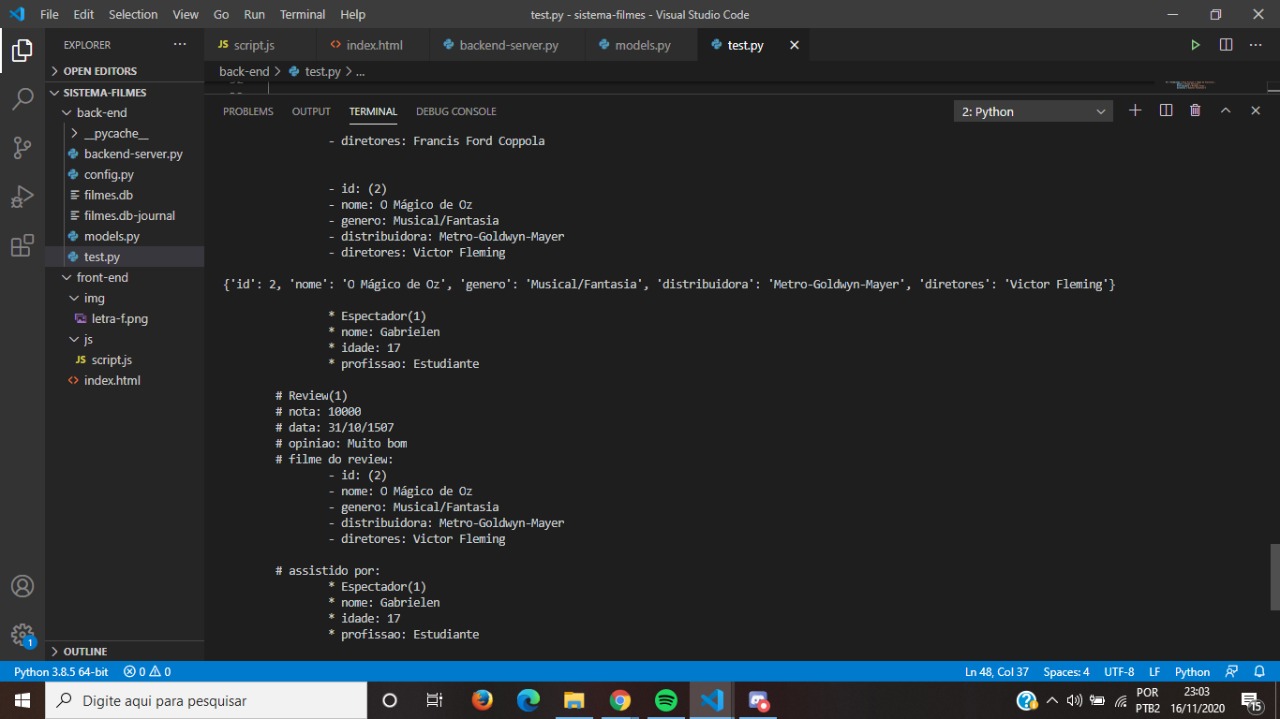 File Edit Selection View Go Run Terminal Help
test.py - sistema-filmes - Visual Studio Code
EXPLORER
OPEN EDITORS
SISTEMA-FILMES
back-end
__pycache__
backend-server.py
config.py
filmes.db
filmes.db-journal
models.py
test.py
front-end
img
letra-f.png
js
JS script.js
index.html
OUTLINE
JS script.js
index.html
backend-server.py
models.py
test.py
back-end > test.py > ...
PROBLEMS OUTPUT TERMINAL DEBUG CONSOLE
2: Python
- diretores: Francis Ford Coppola
- id: (2)
- nome: O Mágico de Oz
- genero: Musical/Fantasia
- distribuidora: Metro-Goldwyn-Mayer
- diretores: Victor Fleming
{'id': 2, 'nome': 'O Mágico de Oz', 'genero': 'Musical/Fantasia', 'distribuidora': 'Metro-Goldwyn-Mayer', 'diretores': 'Victor Fleming'}
* Espectador(1)
* nome: Gabrielen
* idade: 17
* profissao: Estudiante
# Review(1)
# nota: 10000
# data: 31/10/1507
# opiniao: Muito bom
# filme do review:
- id: (2)
- nome: O Mágico de Oz
- genero: Musical/Fantasia
- distribuidora: Metro-Goldwyn-Mayer
- diretores: Victor Fleming
# assistido por:
* Espectador(1)
* nome: Gabrielen
* idade: 17
* profissao: Estudiante
1
Python 3.8.5 64-bit 0 0
Ln 48, Col 37 Spaces: 4 UTF-8 LF Python
Digite aqui para pesquisar
POR
PTB2
23:03
16/11/2020
15